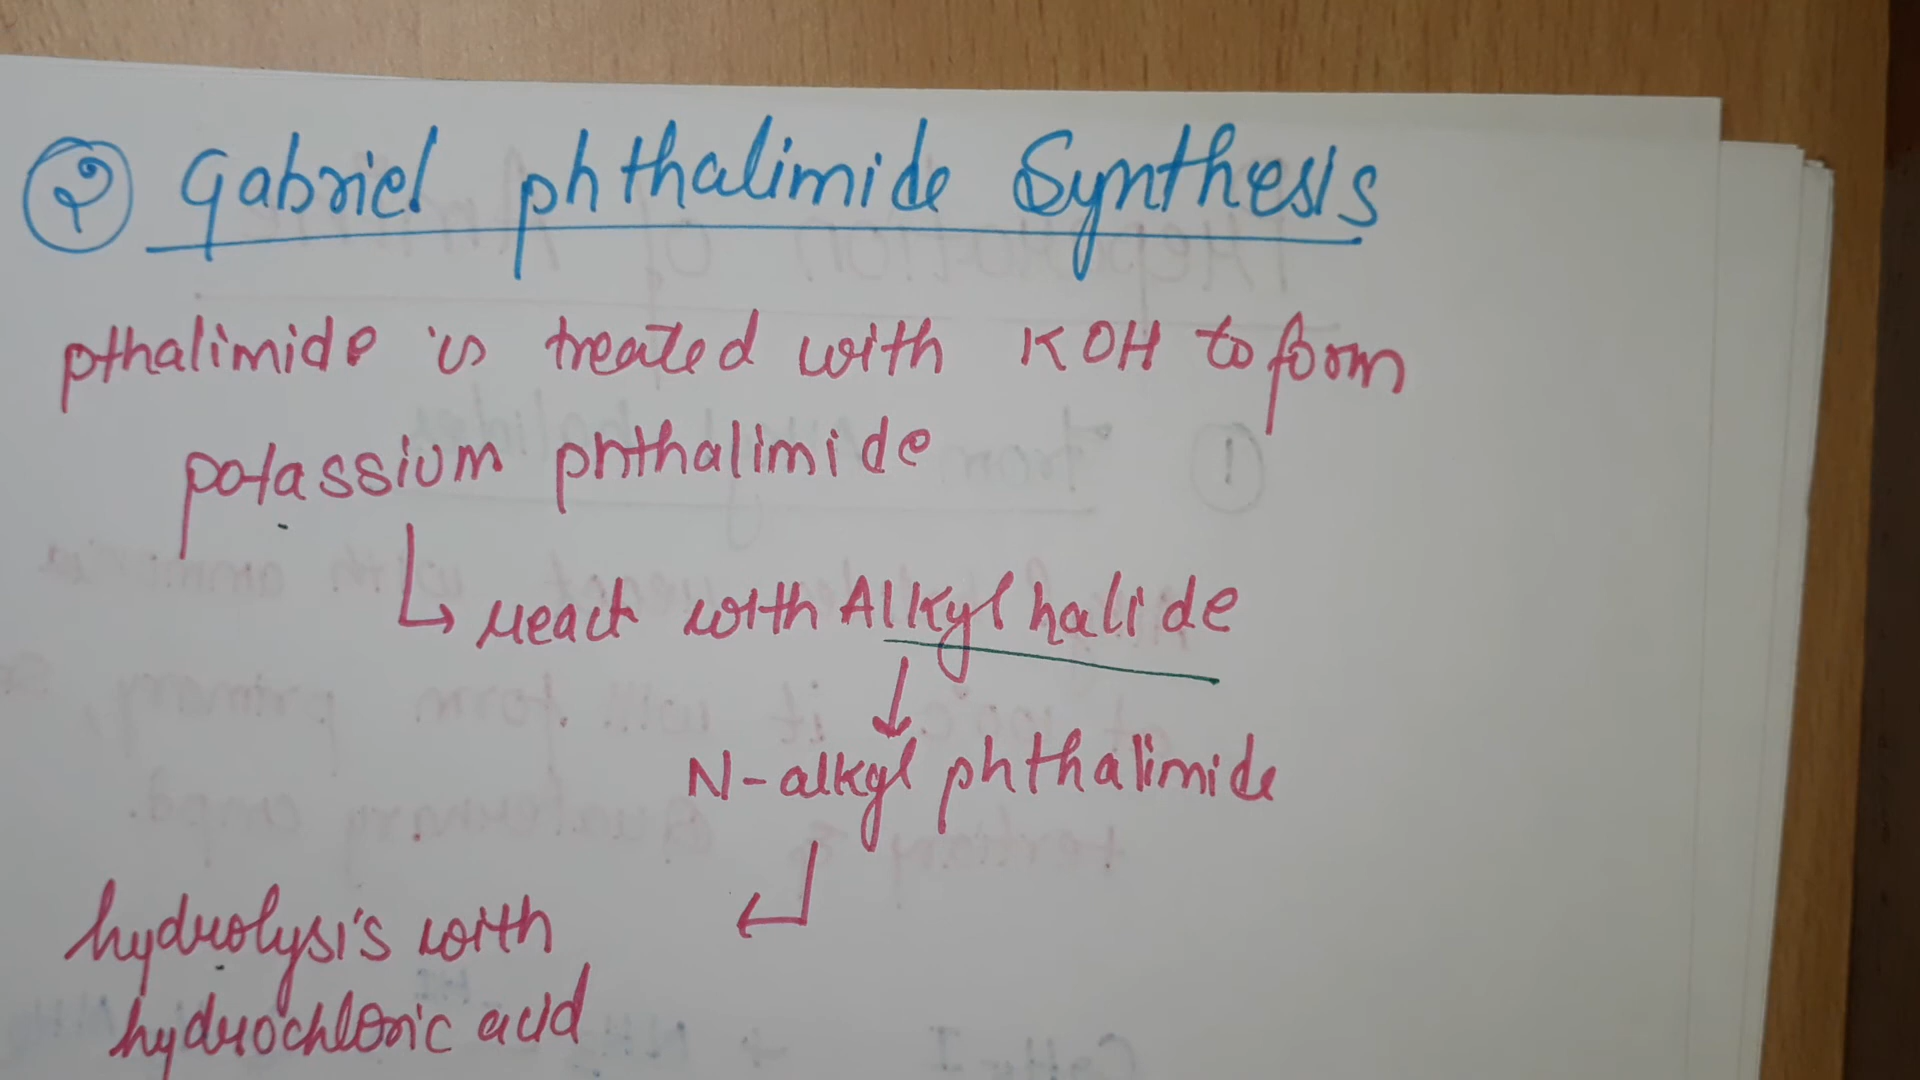 2 Gabriel phthalimide Synthesis
pthalimide is treated with KOH to form
potassium phthalimide
react with Alkyl halide
N-alkyl phthalimide
hydrolysis with
hydrochloric acid